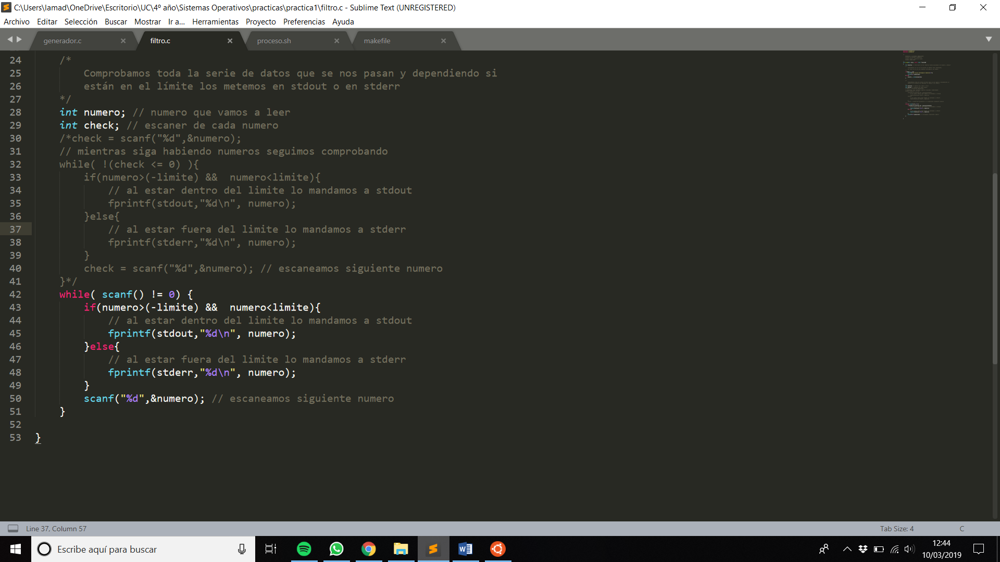 C:\Users\lamad\OneDrive\Escritorio\UC\4º año\Sistemas Operativos\practicas\practica1\filtro.c - Sublime Text (UNREGISTERED)
Archivo Editar Selección Buscar Mostrar Ir a... Herramientas Proyecto Preferencias Ayuda
generador.c filtro.c proceso.sh makefile
24 /*
25 Comprobamos toda la serie de datos que se nos pasan y dependiendo si
26 están en el límite los metemos en stdout o en stderr
27 */
28 int numero; // numero que vamos a leer
29 int check; // escaner de cada numero
30 /*check = scanf("%d",&numero);
31 // mientras siga habiendo numeros seguimos comprobando
32 while( !(check <= 0) ){
33 if(numero>(-limite) &&  numero<limite){
34 // al estar dentro del limite lo mandamos a stdout
35 fprintf(stdout,"%d\n", numero);
36 }else{
37 // al estar fuera del limite lo mandamos a stderr
38 fprintf(stderr,"%d\n", numero);
39 }
40 check = scanf("%d",&numero); // escaneamos siguiente numero
41 }*/
42 while( scanf() != 0) {
43 if(numero>(-limite) &&  numero<limite){
44 // al estar dentro del limite lo mandamos a stdout
45 fprintf(stdout,"%d\n", numero);
46 }else{
47 // al estar fuera del limite lo mandamos a stderr
48 fprintf(stderr,"%d\n", numero);
49 }
50 scanf("%d",&numero); // escaneamos siguiente numero
51 }
52
53 }
Line 37, Column 57 Tab Size: 4 C
Escribe aquí para buscar
12:44
10/03/2019